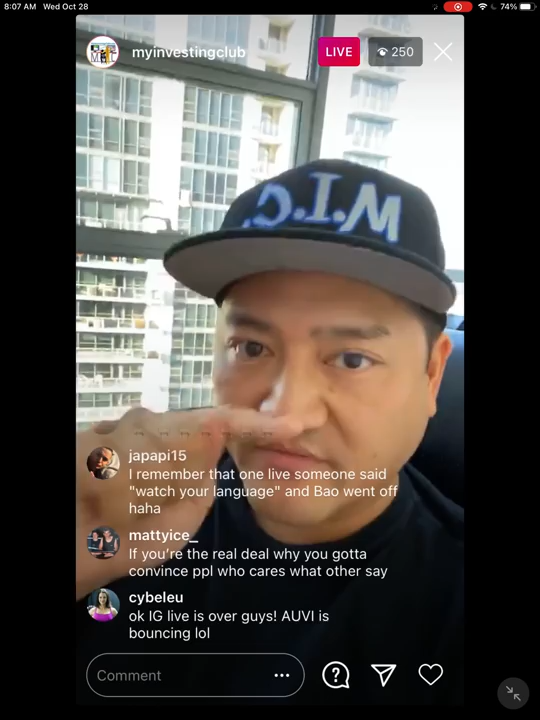 8:07 AM Wed Oct 28
74%
myinvestingclub
LIVE
250
M.I.C.
japapi15
I remember that one live someone said
"watch your language" and Bao went off
haha
mattyice_
If you're the real deal why you gotta
convince ppl who cares what other say
cybeleu
ok IG live is over guys! AUVI is
bouncing lol
Comment